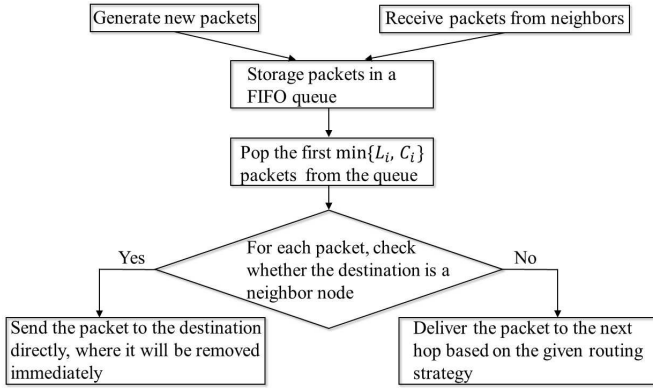 Generate new packets
Receive packets from neighbors
Storage packets in a
FIFO queue
Pop the first min{L_i, C_i}
packets from the queue
For each packet, check
whether the destination is a
neighbor node
Yes
No
Send the packet to the destination
directly, where it will be removed
immediately
Deliver the packet to the next
hop based on the given routing
strategy